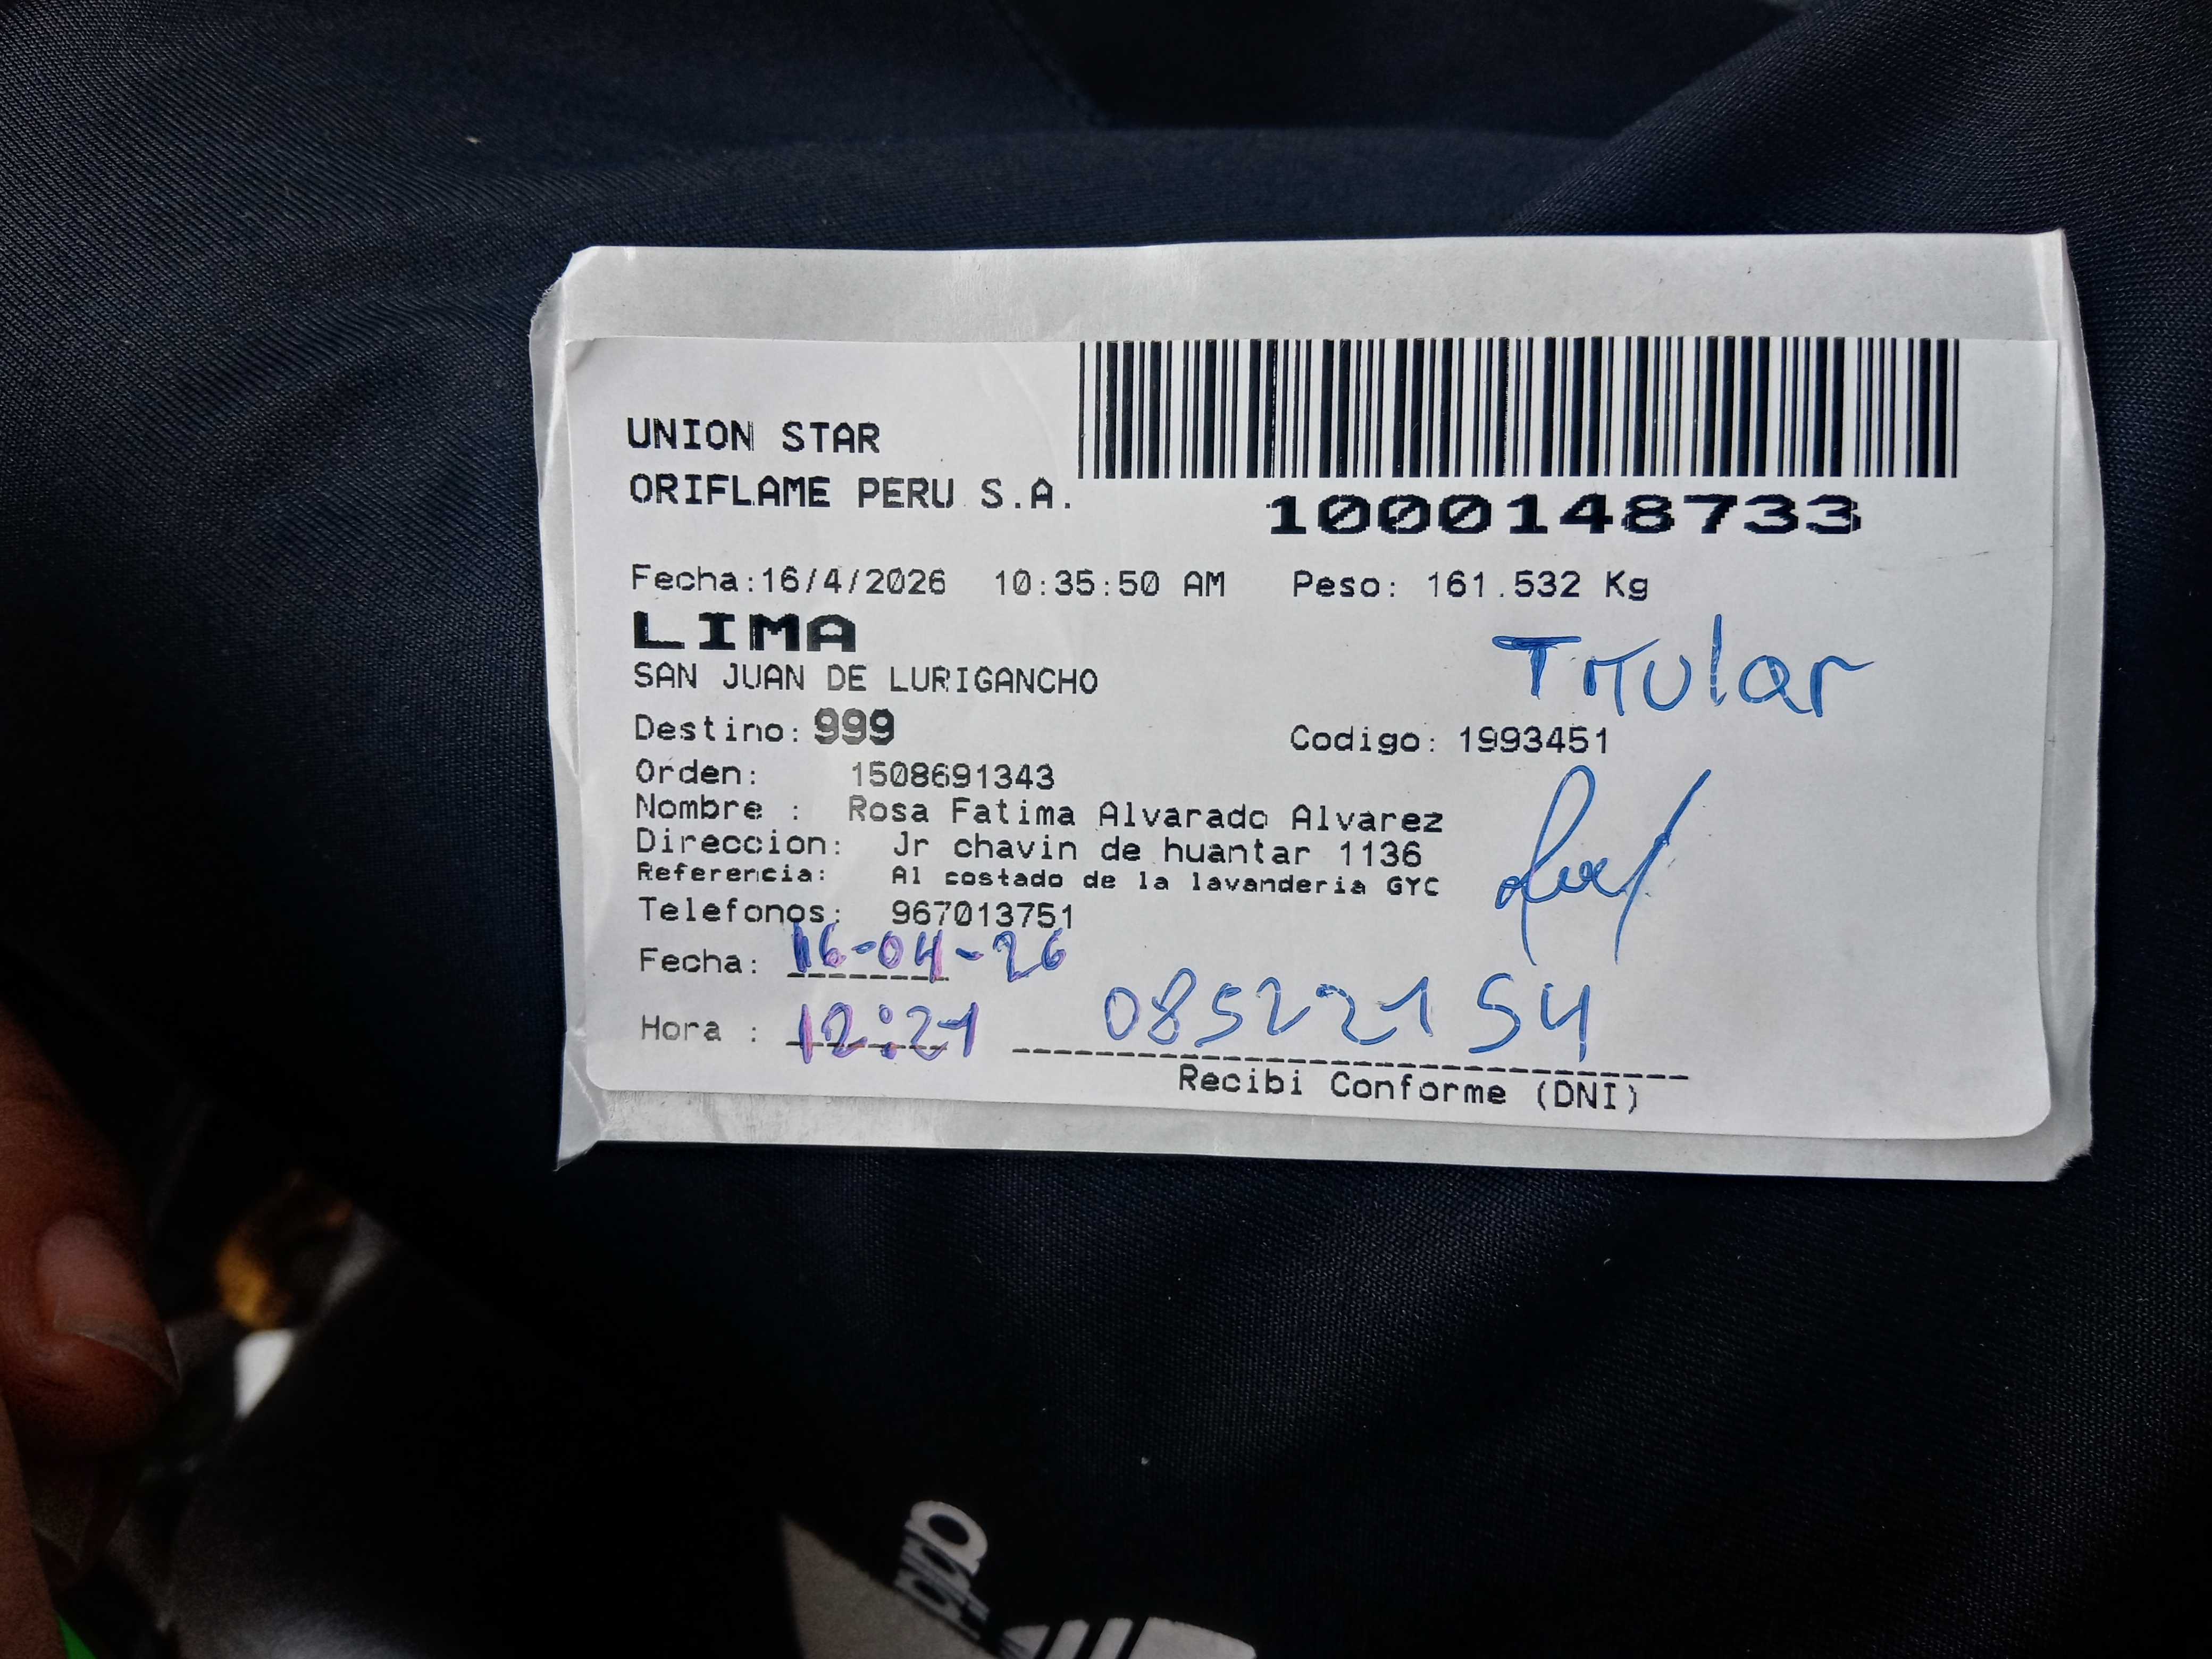 UNION STAR
ORIFLAME PERU S.A.
1000148733
Fecha:16/4/2026 10:35:50 AM Peso: 161.532 Kg
LIMA
Titular
SAN JUAN DE LURIGANCHO
Destino: 999 Codigo: 1993451
Orden: 1508691343
Nombre : Rosa Fatima Alvarado Alvarez
Direccion: Jr chavin de huantar 1136
Referencia: Al costado de la lavanderia GYC
Telefonos: 967013751
Fecha: 16-04-26
Hora : 12:21 08522154
Recibi Conforme (DNI)